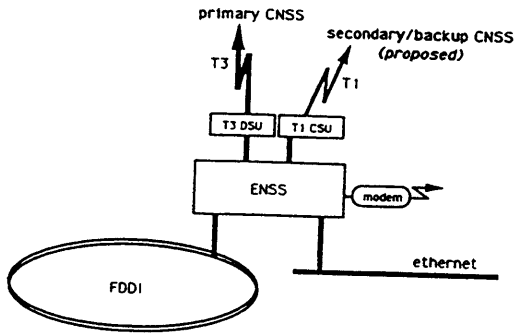 primary CNSS
secondary/backup CNSS
(proposed)
T3
T1
T3 DSU
T1 CSU
ENSS
modem
ethernet
FDDI